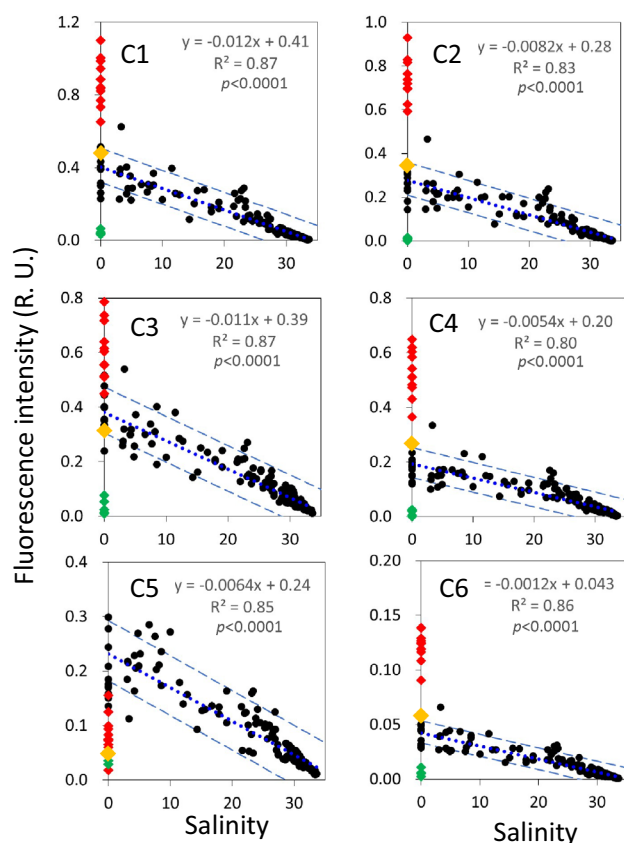 Fluorescence intensity (R. U.)
C1
y = -0.012x + 0.41
R² = 0.87
p<0.0001
1.2
0.8
0.4
0.0
0 10 20 30
C2
y = -0.0082x + 0.28
R² = 0.83
p<0.0001
1.0
0.8
0.6
0.4
0.2
0.0
0 10 20 30
C3
y = -0.011x + 0.39
R² = 0.87
p<0.0001
0.8
0.6
0.4
0.2
0.0
0 10 20 30
C4
y = -0.0054x + 0.20
R² = 0.80
p<0.0001
0.8
0.6
0.4
0.2
0.0
0 10 20 30
C5
y = -0.0064x + 0.24
R² = 0.85
p<0.0001
0.4
0.3
0.2
0.1
0.0
0 10 20 30
Salinity
C6
= -0.0012x + 0.043
R² = 0.86
p<0.0001
0.20
0.15
0.10
0.05
0.00
0 10 20 30
Salinity